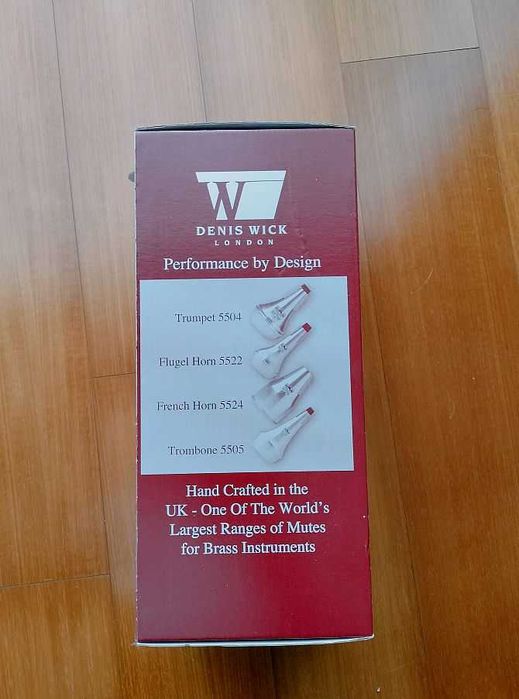 W
DENIS WICK
LONDON
Performance by Design
Trumpet 5504
Flugel Horn 5522
French Horn 5524
Trombone 5505
Hand Crafted in the
UK - One Of The World's
Largest Ranges of Mutes
for Brass Instruments